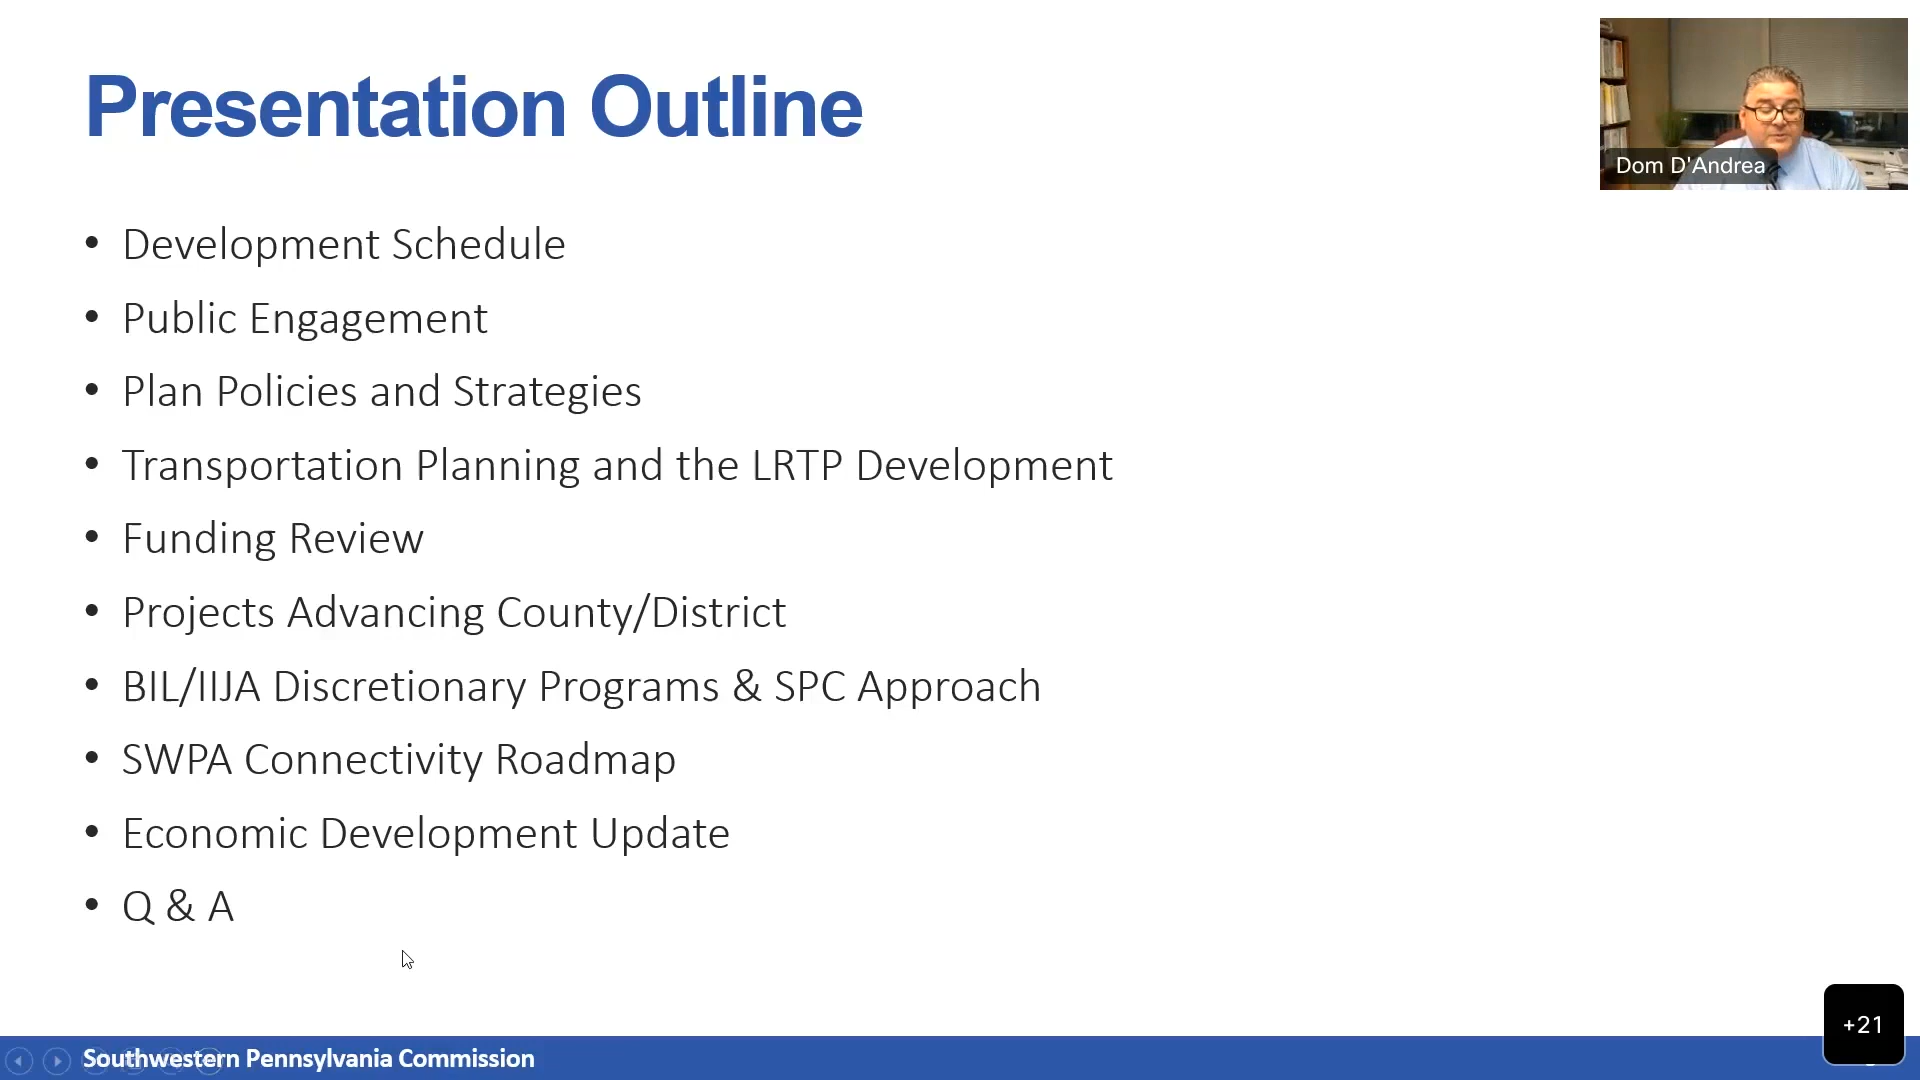 Presentation Outline
Dom D'Andrea
• Development Schedule
• Public Engagement
• Plan Policies and Strategies
• Transportation Planning and the LRTP Development
• Funding Review
• Projects Advancing County/District
• BIL/IIJA Discretionary Programs & SPC Approach
• SWPA Connectivity Roadmap
• Economic Development Update
• Q & A
+21
Southwestern Pennsylvania Commission